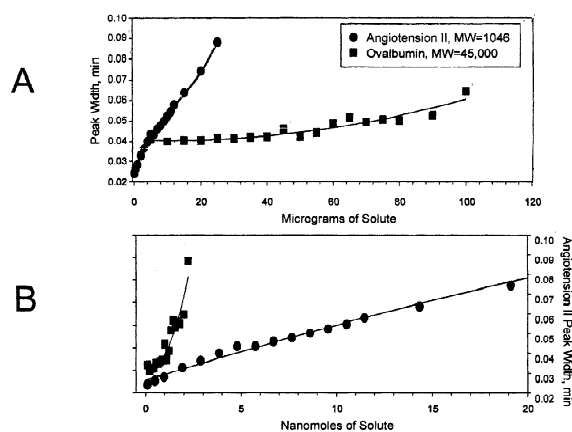 A
Peak Width, min
0.10
0.09
0.08
0.07
0.06
0.05
0.04
0.03
0.02
Angiotension II, MW=1046
Ovalbumin, MW=45,000
0 20 40 60 80 100 120
Micrograms of Solute
B
0.10
0.09
0.08
0.07
0.06
0.05
0.04
0.03
0.02
Angiotension II Peak Width, min
0 5 10 15 20
Nanomoles of Solute